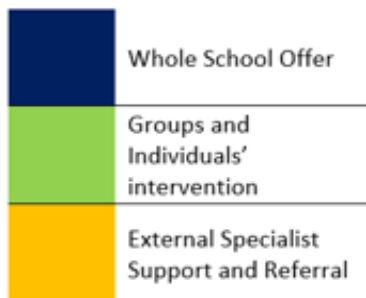 Whole School Offer
Groups and
Individuals’
intervention
External Specialist
Support and Referral